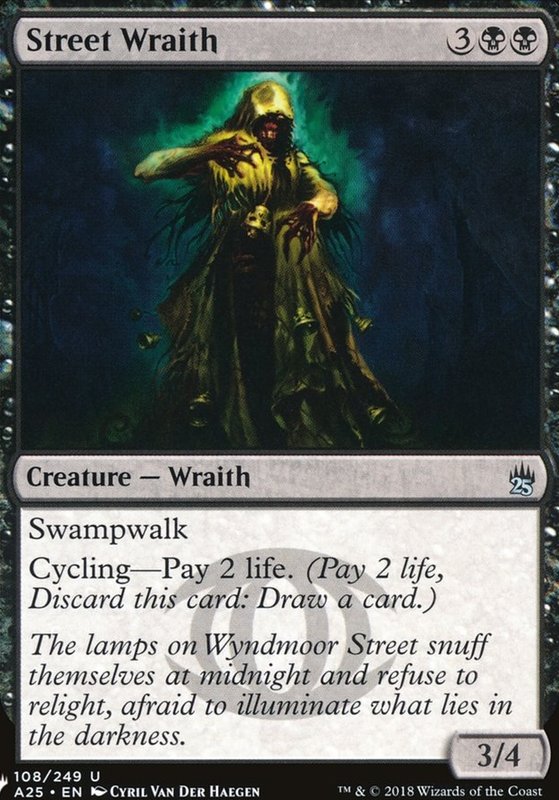 Street Wraith 3
Creature — Wraith
25
Swampwalk
Cycling—Pay 2 life. (Pay 2 life,
Discard this card: Draw a card.)
The lamps on Wyndmoor Street snuff
themselves at midnight and refuse to
relight, afraid to illuminate what lies in
the darkness.
3/4
108/249 U
A25 • EN Cyril Van Der Haegen
™ & © 2018 Wizards of the Coast